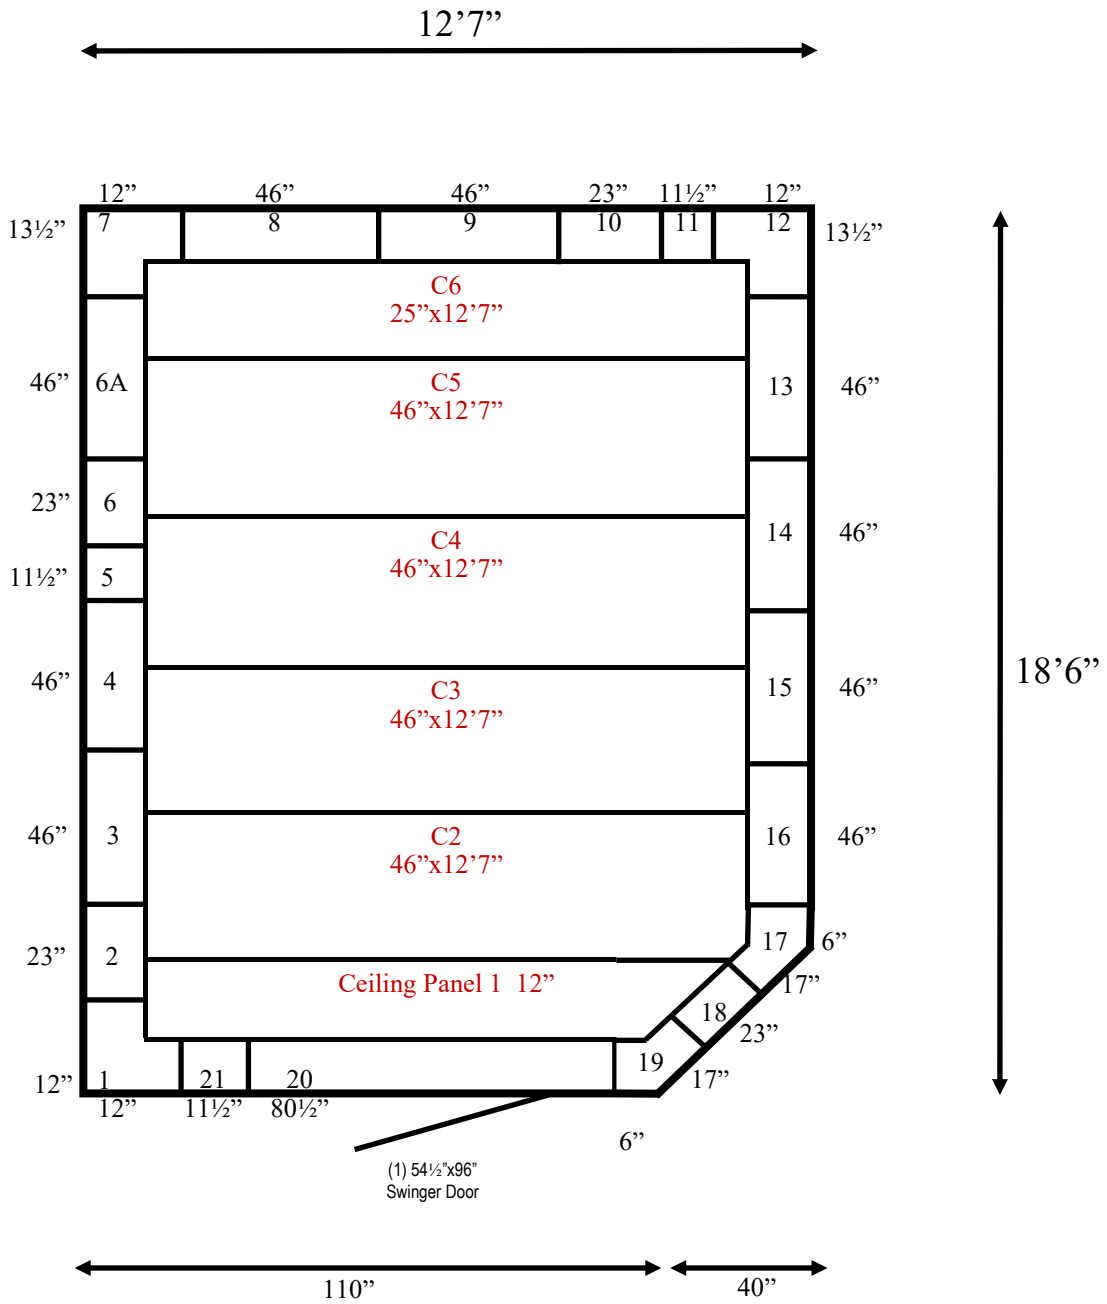 12’7”
12” 46” 46” 23” 11½” 12”
13½” 7 8 9 10 11 12 13½”
C6
25”x12’7”
46” 6A C5 13 46”
46”x12’7”
23” 6
C4 14 46”
46”x12’7”
11½” 5
18’6”
46” 4 C3 15 46”
46”x12’7”
46” 3 C2 16 46”
46”x12’7”
23” 2 17 6”
Ceiling Panel 1 12” 17”
18 23”
19 17”
12” 1 21 20
12” 11½” 80½”
6”
(1) 54½”x96”
Swinger Door
110” 40”